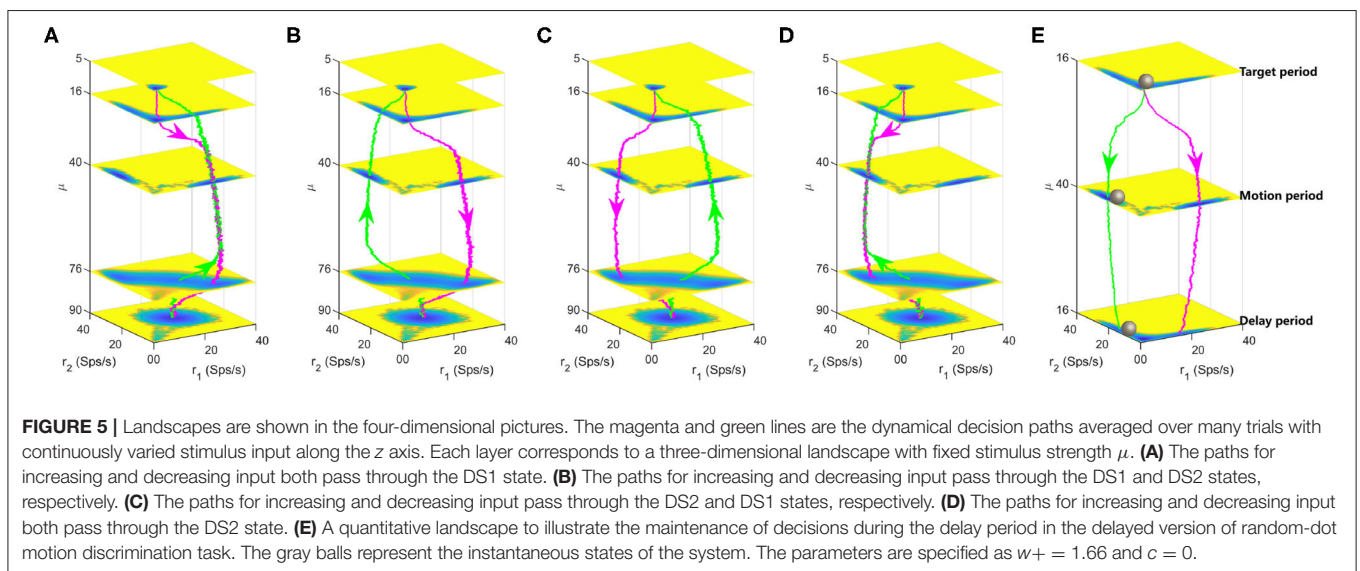 A B C D E
5 5 5 5 16
Target period
16 16 16 16
40 40 40 40 40
Motion period
μ μ μ μ μ
76 76 76 76
90 90 90 90 16
Delay period
40 40 40 40 40
20 20 20 20 20
r2 (Sps/s) r2 (Sps/s) r2 (Sps/s) r2 (Sps/s) r2 (Sps/s)
00 00 00 00 00
20 20 20 20 20
40 40 40 40 40
r1 (Sps/s) r1 (Sps/s) r1 (Sps/s) r1 (Sps/s) r1 (Sps/s)
FIGURE 5 | Landscapes are shown in the four-dimensional pictures. The magenta and green lines are the dynamical decision paths averaged over many trials with
continuously varied stimulus input along the z axis. Each layer corresponds to a three-dimensional landscape with fixed stimulus strength μ. (A) The paths for
increasing and decreasing input both pass through the DS1 state. (B) The paths for increasing and decreasing input pass through the DS1 and DS2 states,
respectively. (C) The paths for increasing and decreasing input pass through the DS2 and DS1 states, respectively. (D) The paths for increasing and decreasing input
both pass through the DS2 state. (E) A quantitative landscape to illustrate the maintenance of decisions during the delay period in the delayed version of random-dot
motion discrimination task. The gray balls represent the instantaneous states of the system. The parameters are specified as w+ = 1.66 and c = 0.